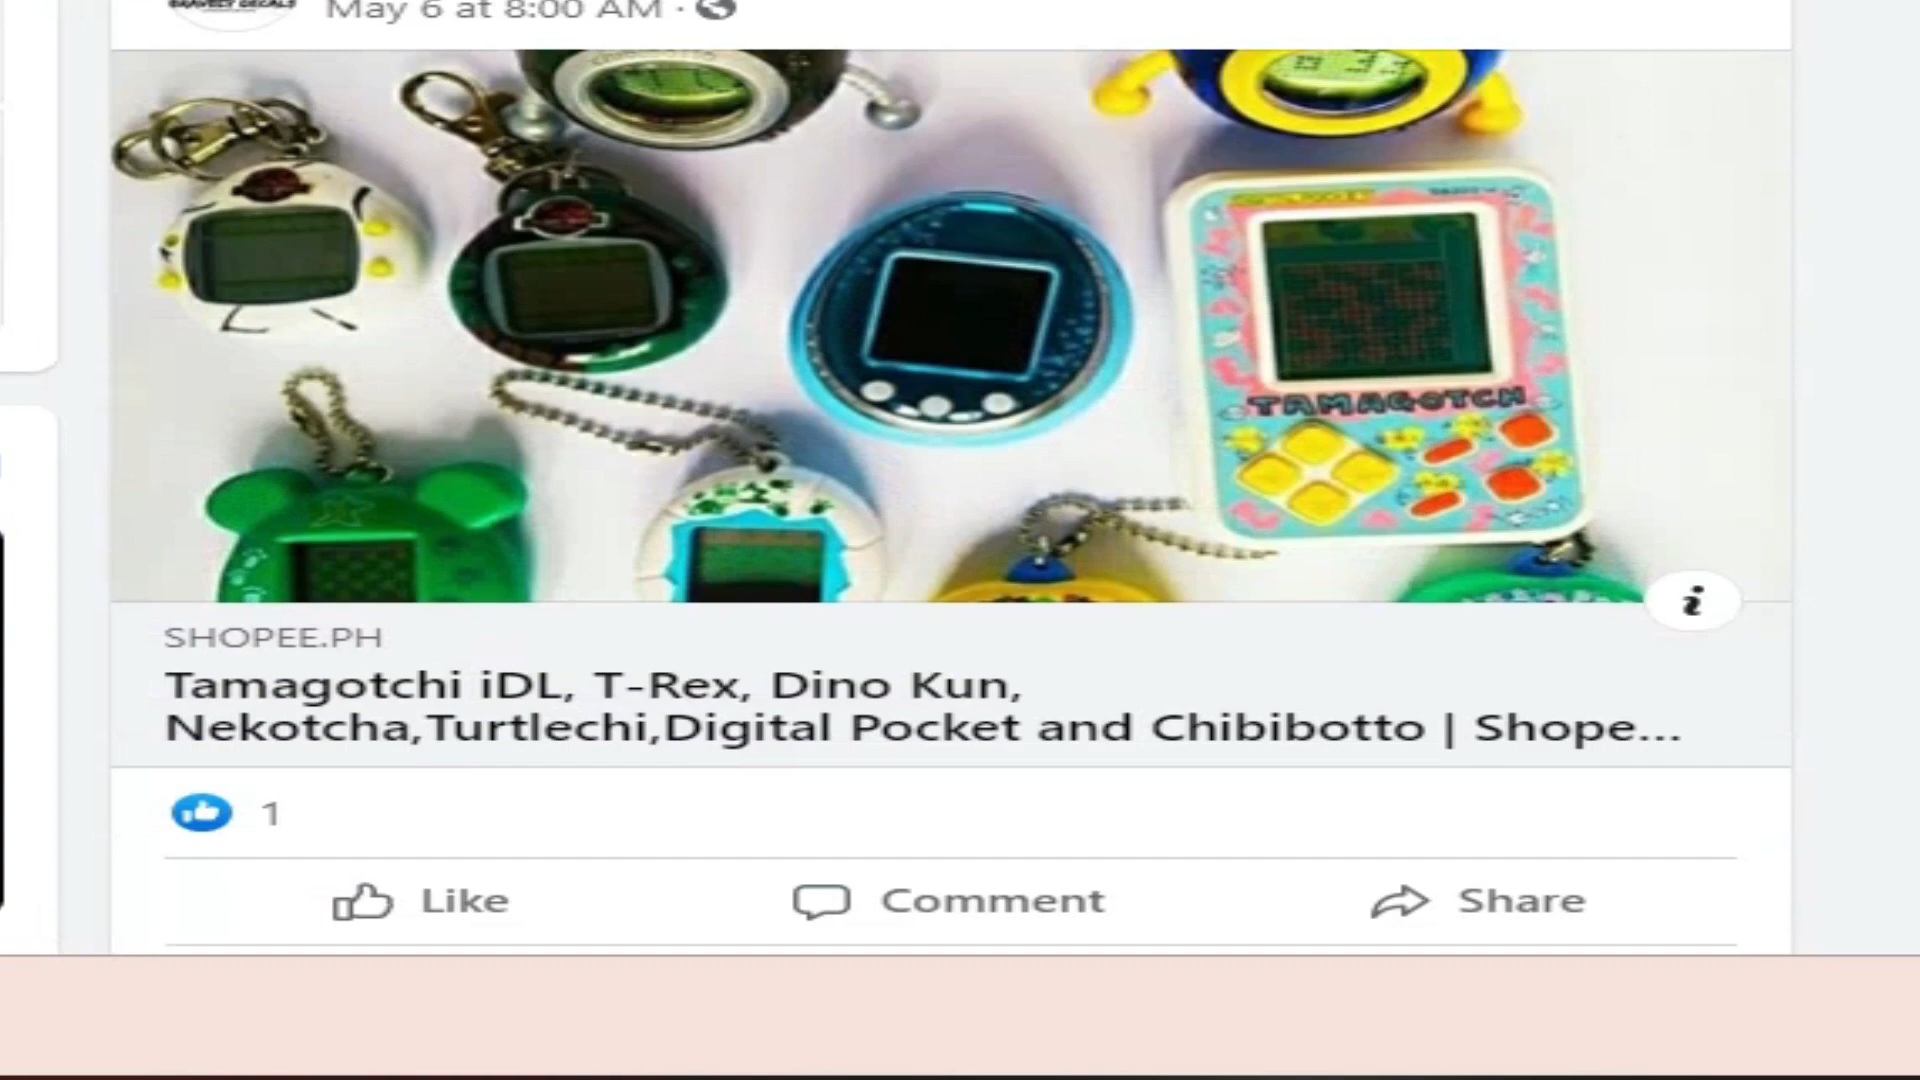 May 6 at 8:00 AM ·
TAMAGOTCH
SHOPEE.PH
Tamagotchi iDL, T-Rex, Dino Kun,
Nekotcha,Turtlechi,Digital Pocket and Chibibotto | Shope...
1
Like Comment Share